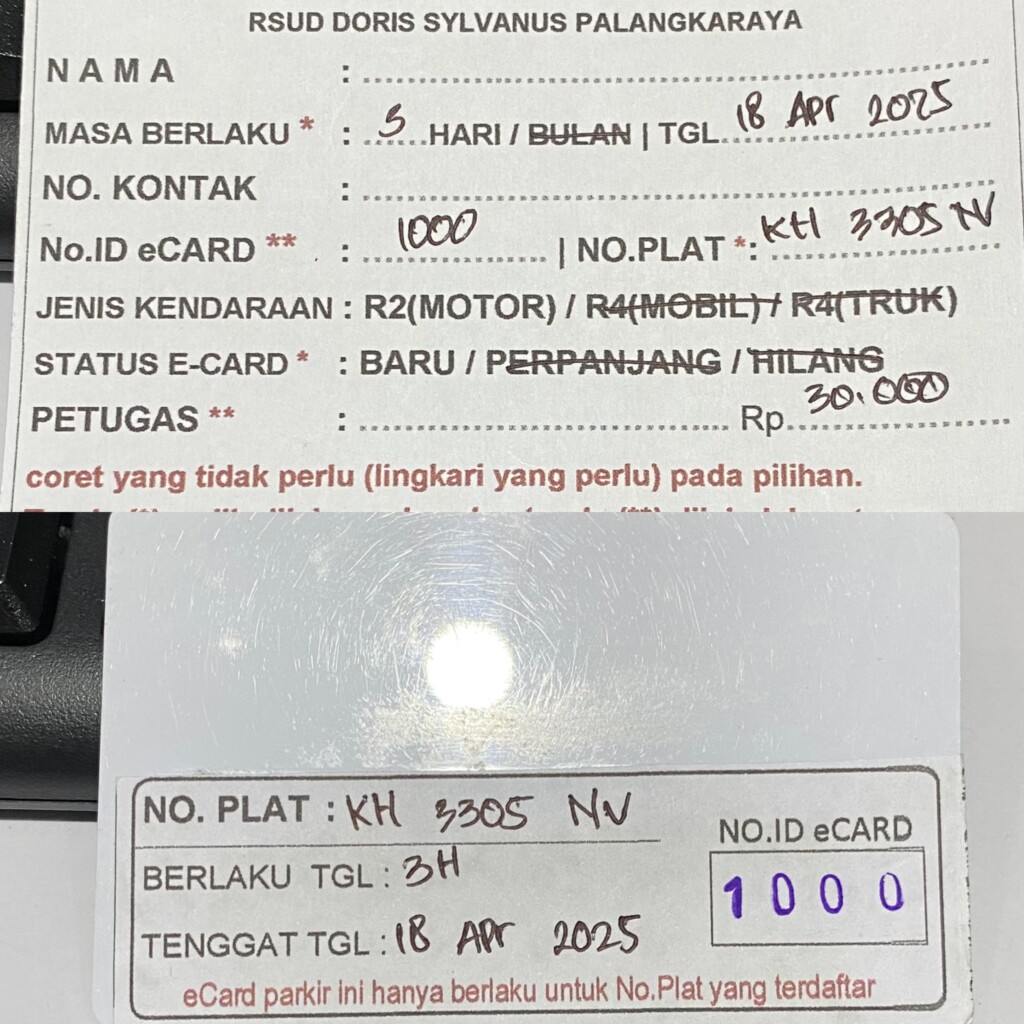 RSUD DORIS SYLVANUS PALANGKARAYA
N A M A : ........................
MASA BERLAKU * : 3 HARI / BULAN | TGL. 18 Apr 2025
NO. KONTAK : ........................
No.ID eCARD ** : 1000 | NO.PLAT *: KH 3305 NV
JENIS KENDARAAN : R2(MOTOR) / R4(MOBIL) / R4(TRUK)
STATUS E-CARD * : BARU / PERPANJANG / HILANG
PETUGAS ** : ........................ Rp. 30.000
coret yang tidak perlu (lingkari yang perlu) pada pilihan.
NO. PLAT : KH 3305 NV
BERLAKU TGL : 3H
TENGGAT TGL : 18 Apr 2025
NO.ID eCARD
1000
eCard parkir ini hanya berlaku untuk No.Plat yang terdaftar